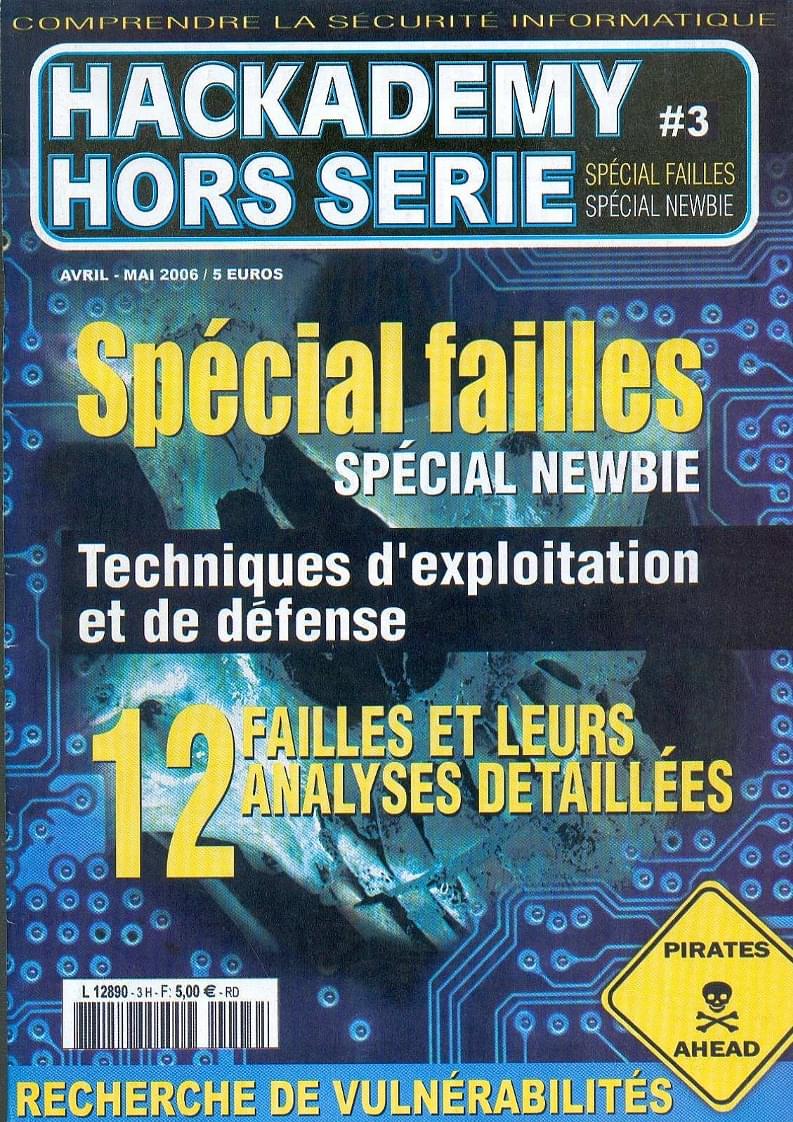 COMPRENDRE LA SÉCURITÉ INFORMATIQUE
HACKADEMY
#3
HORS SERIE
SPÉCIAL FAILLES
SPÉCIAL NEWBIE
AVRIL - MAI 2006 / 5 EUROS
Spécial failles
SPÉCIAL NEWBIE
Techniques d'exploitation
et de défense
12
FAILLES ET LEURS
ANALYSES DETAILLÉES
PIRATES
AHEAD
L 12890 - 3 H - F: 5,00 € - RD
RECHERCHE DE VULNÉRABILITÉS